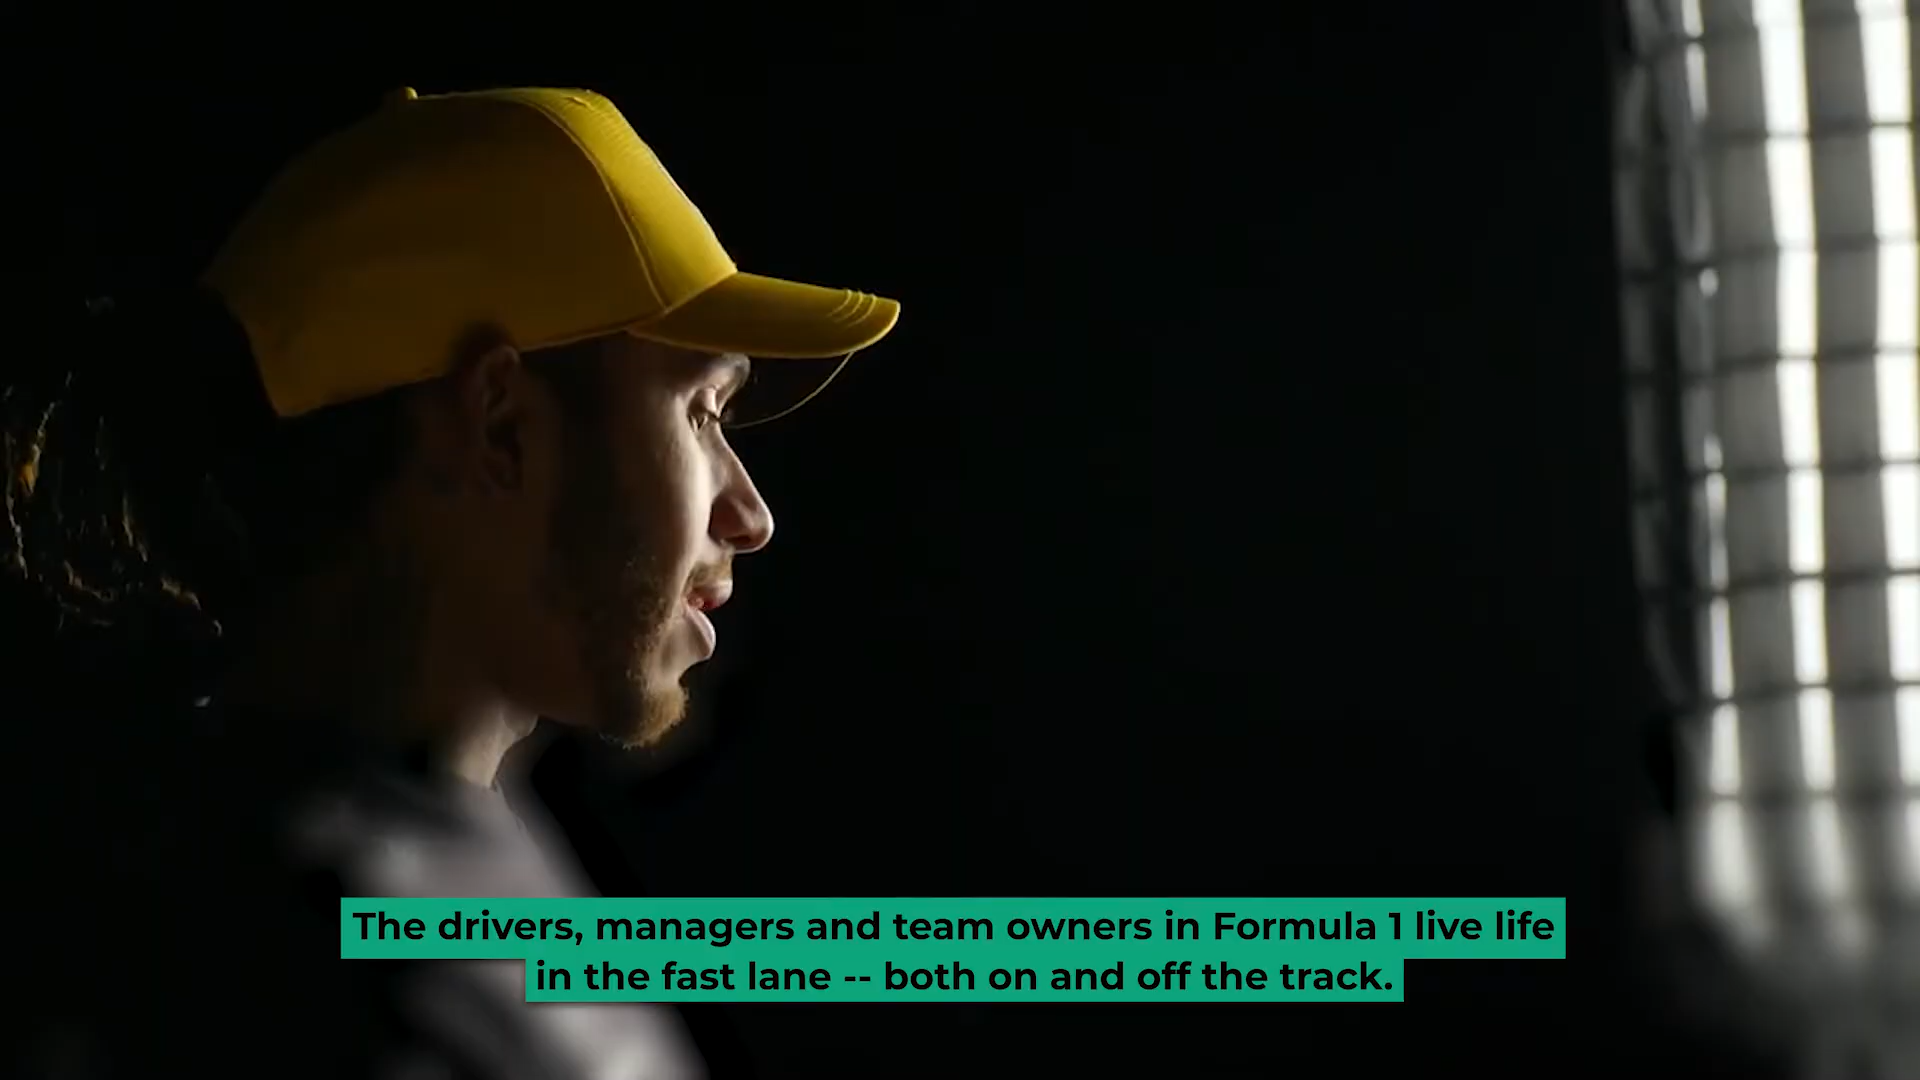 The drivers, managers and team owners in Formula 1 live life
in the fast lane -- both on and off the track.